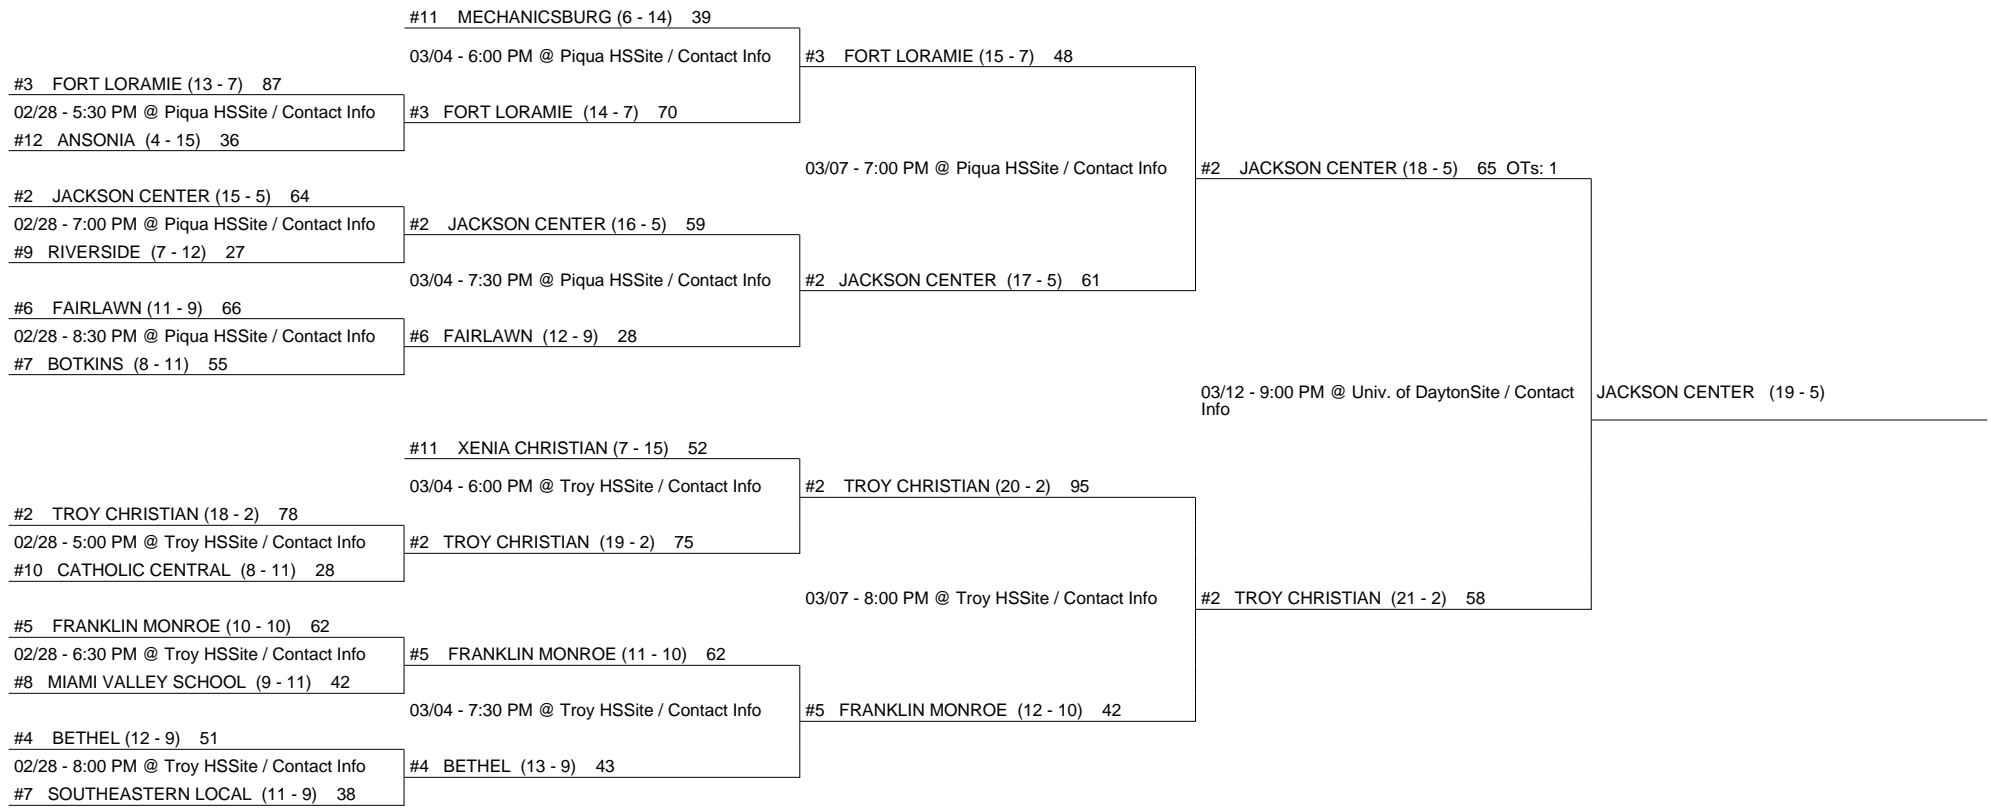 #11 MECHANICSBURG (6 - 14) 39
03/04 - 6:00 PM @ Piqua HSSite / Contact Info
#3 FORT LORAMIE (15 - 7) 48
#3 FORT LORAMIE (13 - 7) 87
02/28 - 5:30 PM @ Piqua HSSite / Contact Info
#3 FORT LORAMIE (14 - 7) 70
#12 ANSONIA (4 - 15) 36
03/07 - 7:00 PM @ Piqua HSSite / Contact Info
#2 JACKSON CENTER (18 - 5) 65 OTs: 1
#2 JACKSON CENTER (15 - 5) 64
02/28 - 7:00 PM @ Piqua HSSite / Contact Info
#2 JACKSON CENTER (16 - 5) 59
#9 RIVERSIDE (7 - 12) 27
03/04 - 7:30 PM @ Piqua HSSite / Contact Info
#2 JACKSON CENTER (17 - 5) 61
#6 FAIRLAWN (11 - 9) 66
02/28 - 8:30 PM @ Piqua HSSite / Contact Info
#6 FAIRLAWN (12 - 9) 28
#7 BOTKINS (8 - 11) 55
03/12 - 9:00 PM @ Univ. of DaytonSite / Contact
Info
JACKSON CENTER (19 - 5)
#11 XENIA CHRISTIAN (7 - 15) 52
03/04 - 6:00 PM @ Troy HSSite / Contact Info
#2 TROY CHRISTIAN (20 - 2) 95
#2 TROY CHRISTIAN (18 - 2) 78
02/28 - 5:00 PM @ Troy HSSite / Contact Info
#2 TROY CHRISTIAN (19 - 2) 75
#10 CATHOLIC CENTRAL (8 - 11) 28
03/07 - 8:00 PM @ Troy HSSite / Contact Info
#2 TROY CHRISTIAN (21 - 2) 58
#5 FRANKLIN MONROE (10 - 10) 62
02/28 - 6:30 PM @ Troy HSSite / Contact Info
#5 FRANKLIN MONROE (11 - 10) 62
#8 MIAMI VALLEY SCHOOL (9 - 11) 42
03/04 - 7:30 PM @ Troy HSSite / Contact Info
#5 FRANKLIN MONROE (12 - 10) 42
#4 BETHEL (12 - 9) 51
02/28 - 8:00 PM @ Troy HSSite / Contact Info
#4 BETHEL (13 - 9) 43
#7 SOUTHEASTERN LOCAL (11 - 9) 38